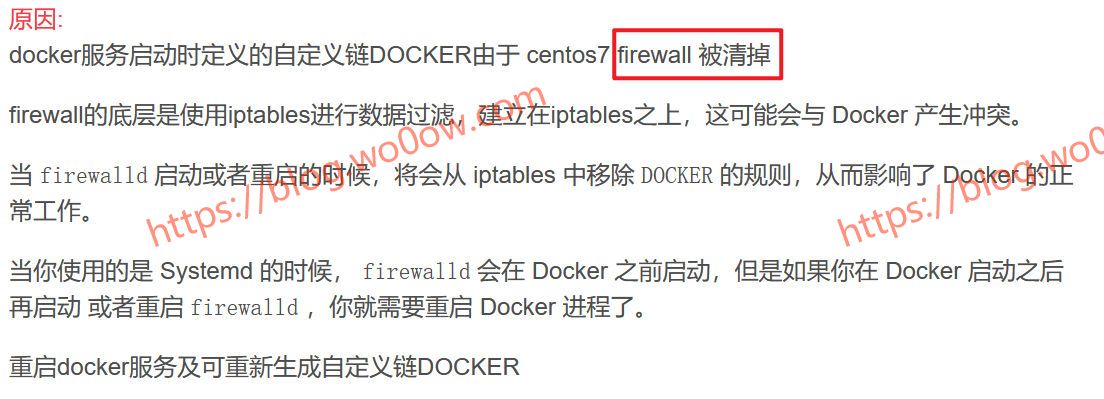 原因:
docker服务启动时定义的自定义链DOCKER由于 centos7 firewall 被清掉
firewall的底层是使用iptables进行数据过滤，建立在iptables之上，这可能会与 Docker 产生冲突。
当 firewalld 启动或者重启的时候，将会从 iptables 中移除 DOCKER 的规则，从而影响了 Docker 的正
常工作。
当你使用的是 Systemd 的时候， firewalld 会在 Docker 之前启动，但是如果你在 Docker 启动之后
再启动 或者重启 firewalld ，你就需要重启 Docker 进程了。
重启docker服务及可重新生成自定义链DOCKER
https://blog.wo0ow.com
https://blog.wo0